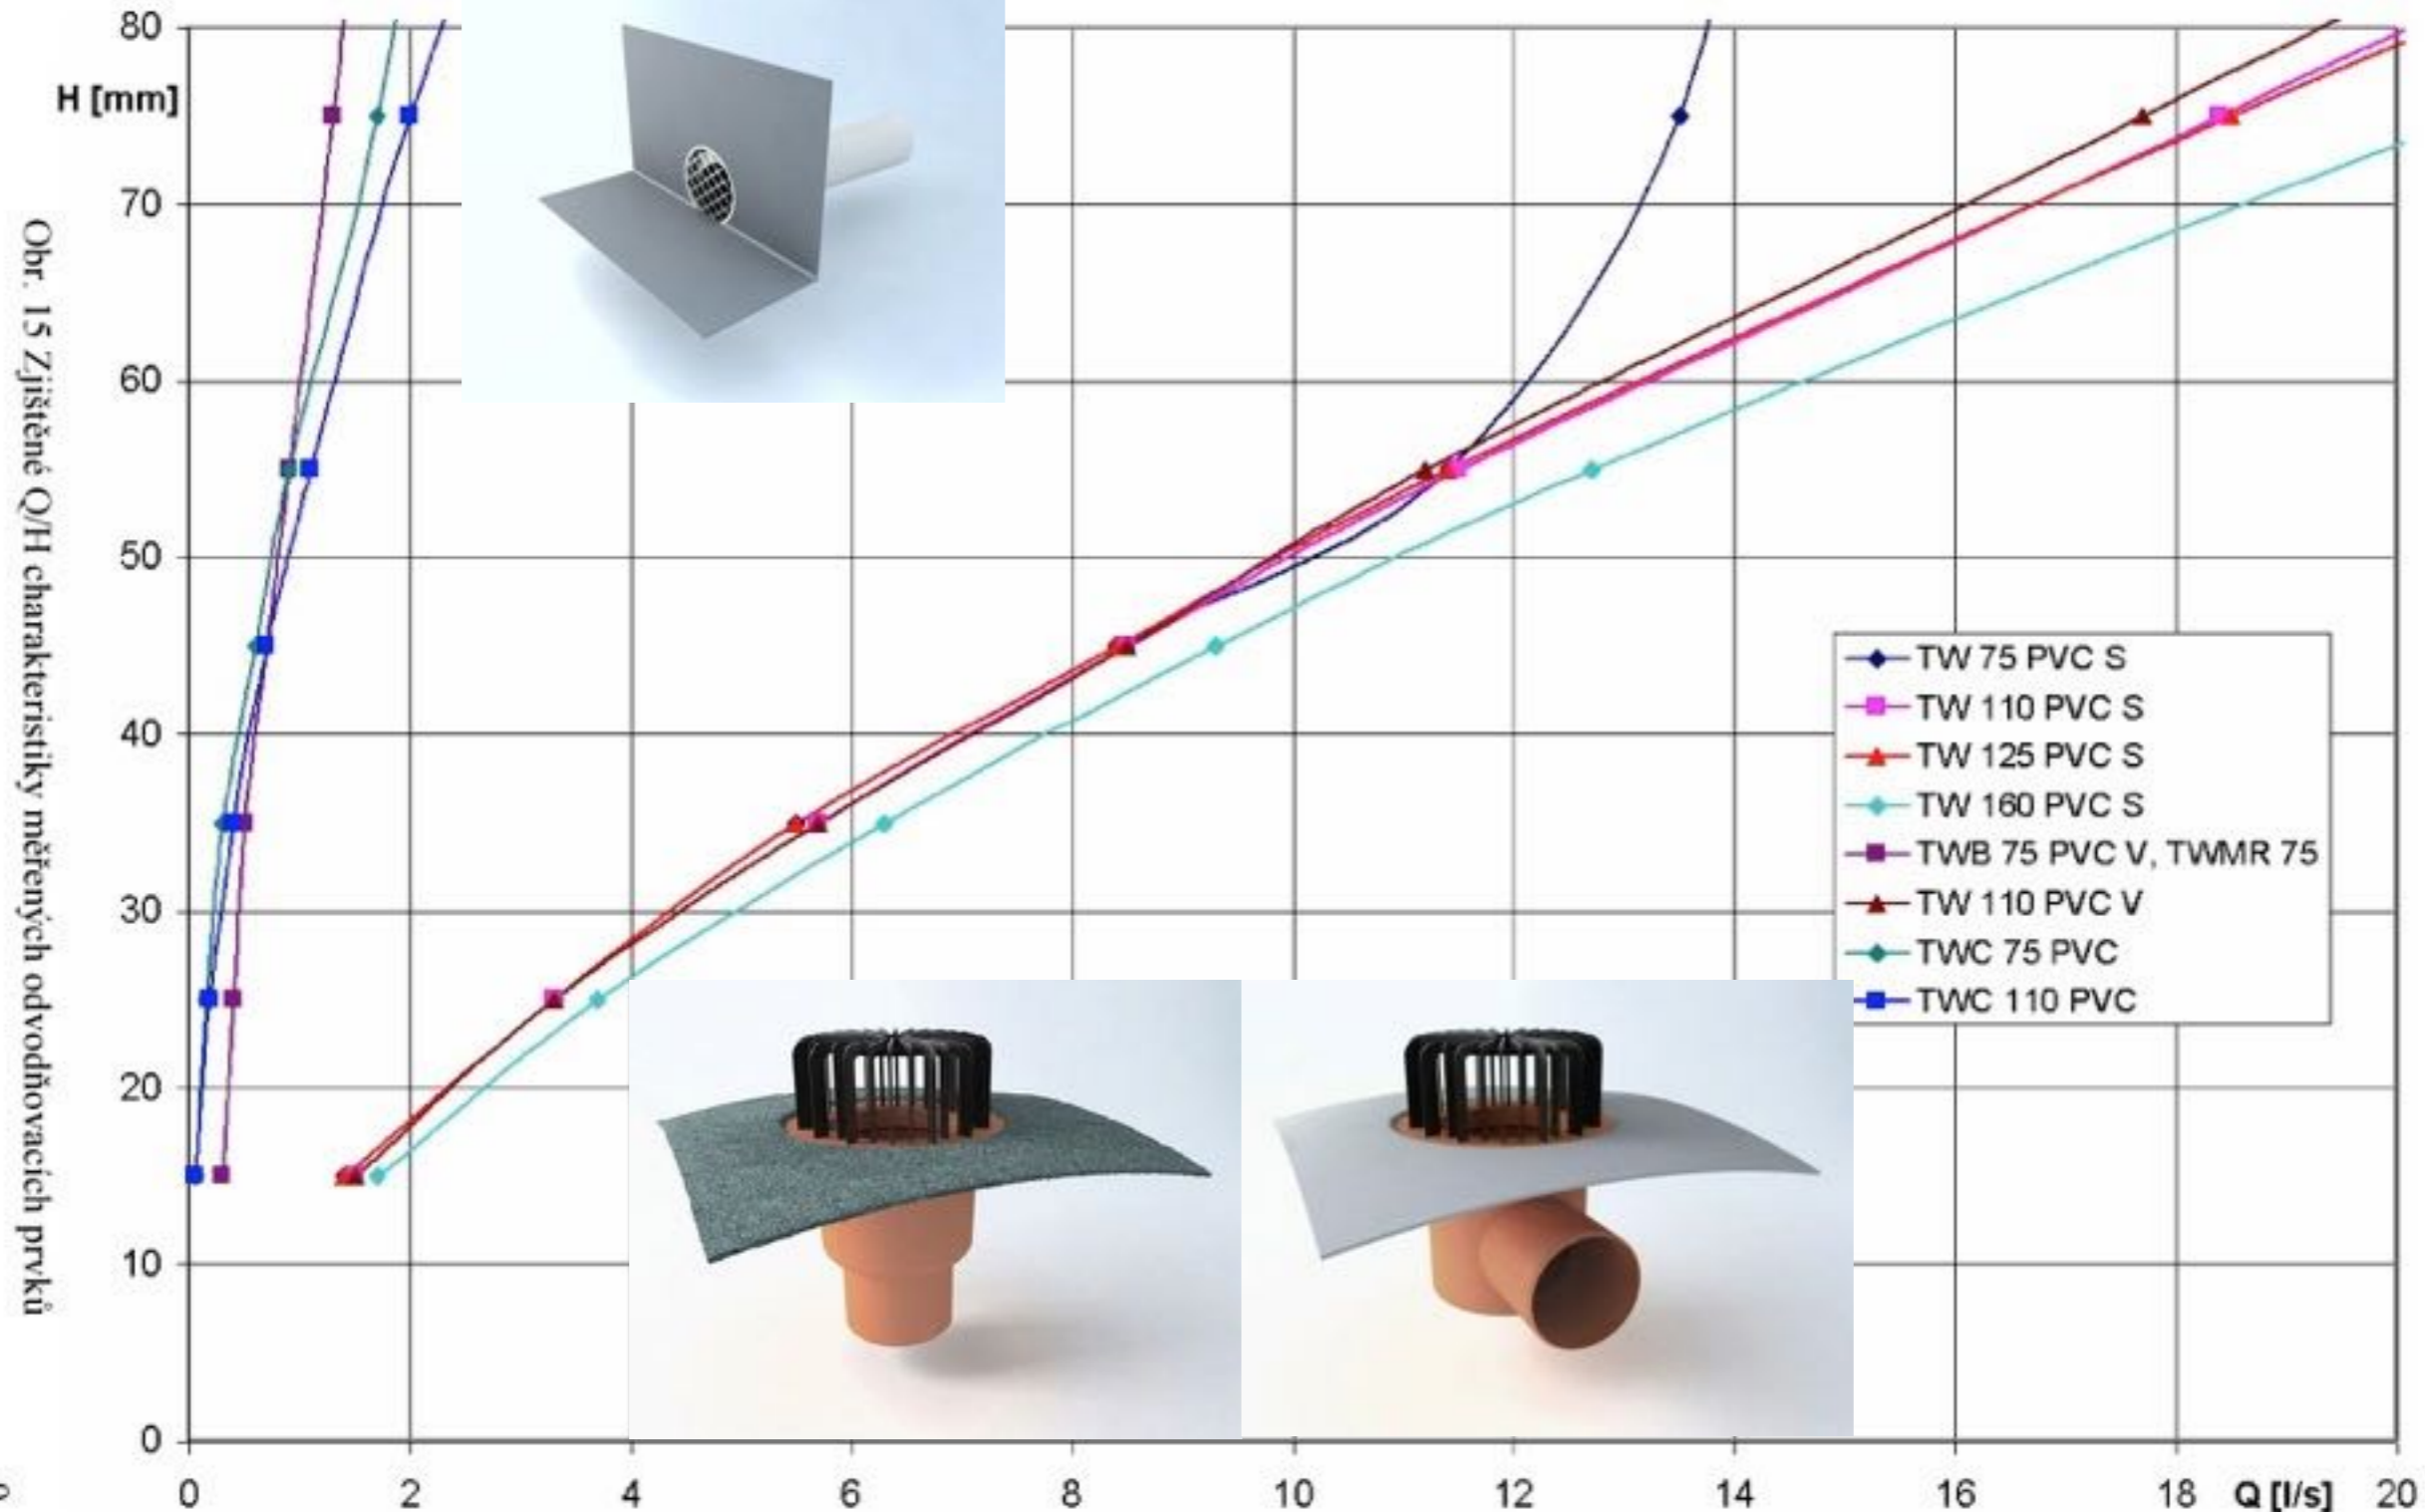 80
H [mm]
70
60
50
40
30
20
10
0
0 2 4 6 8 10 12 14 16 18 Q [l/s] 20
TW 75 PVC S
TW 110 PVC S
TW 125 PVC S
TW 160 PVC S
TWB 75 PVC V, TWMR 75
TW 110 PVC V
TWC 75 PVC
TWC 110 PVC
Obr. 15 Zjištěné Q/H charakteristiky měřených odvodňovacích prvků